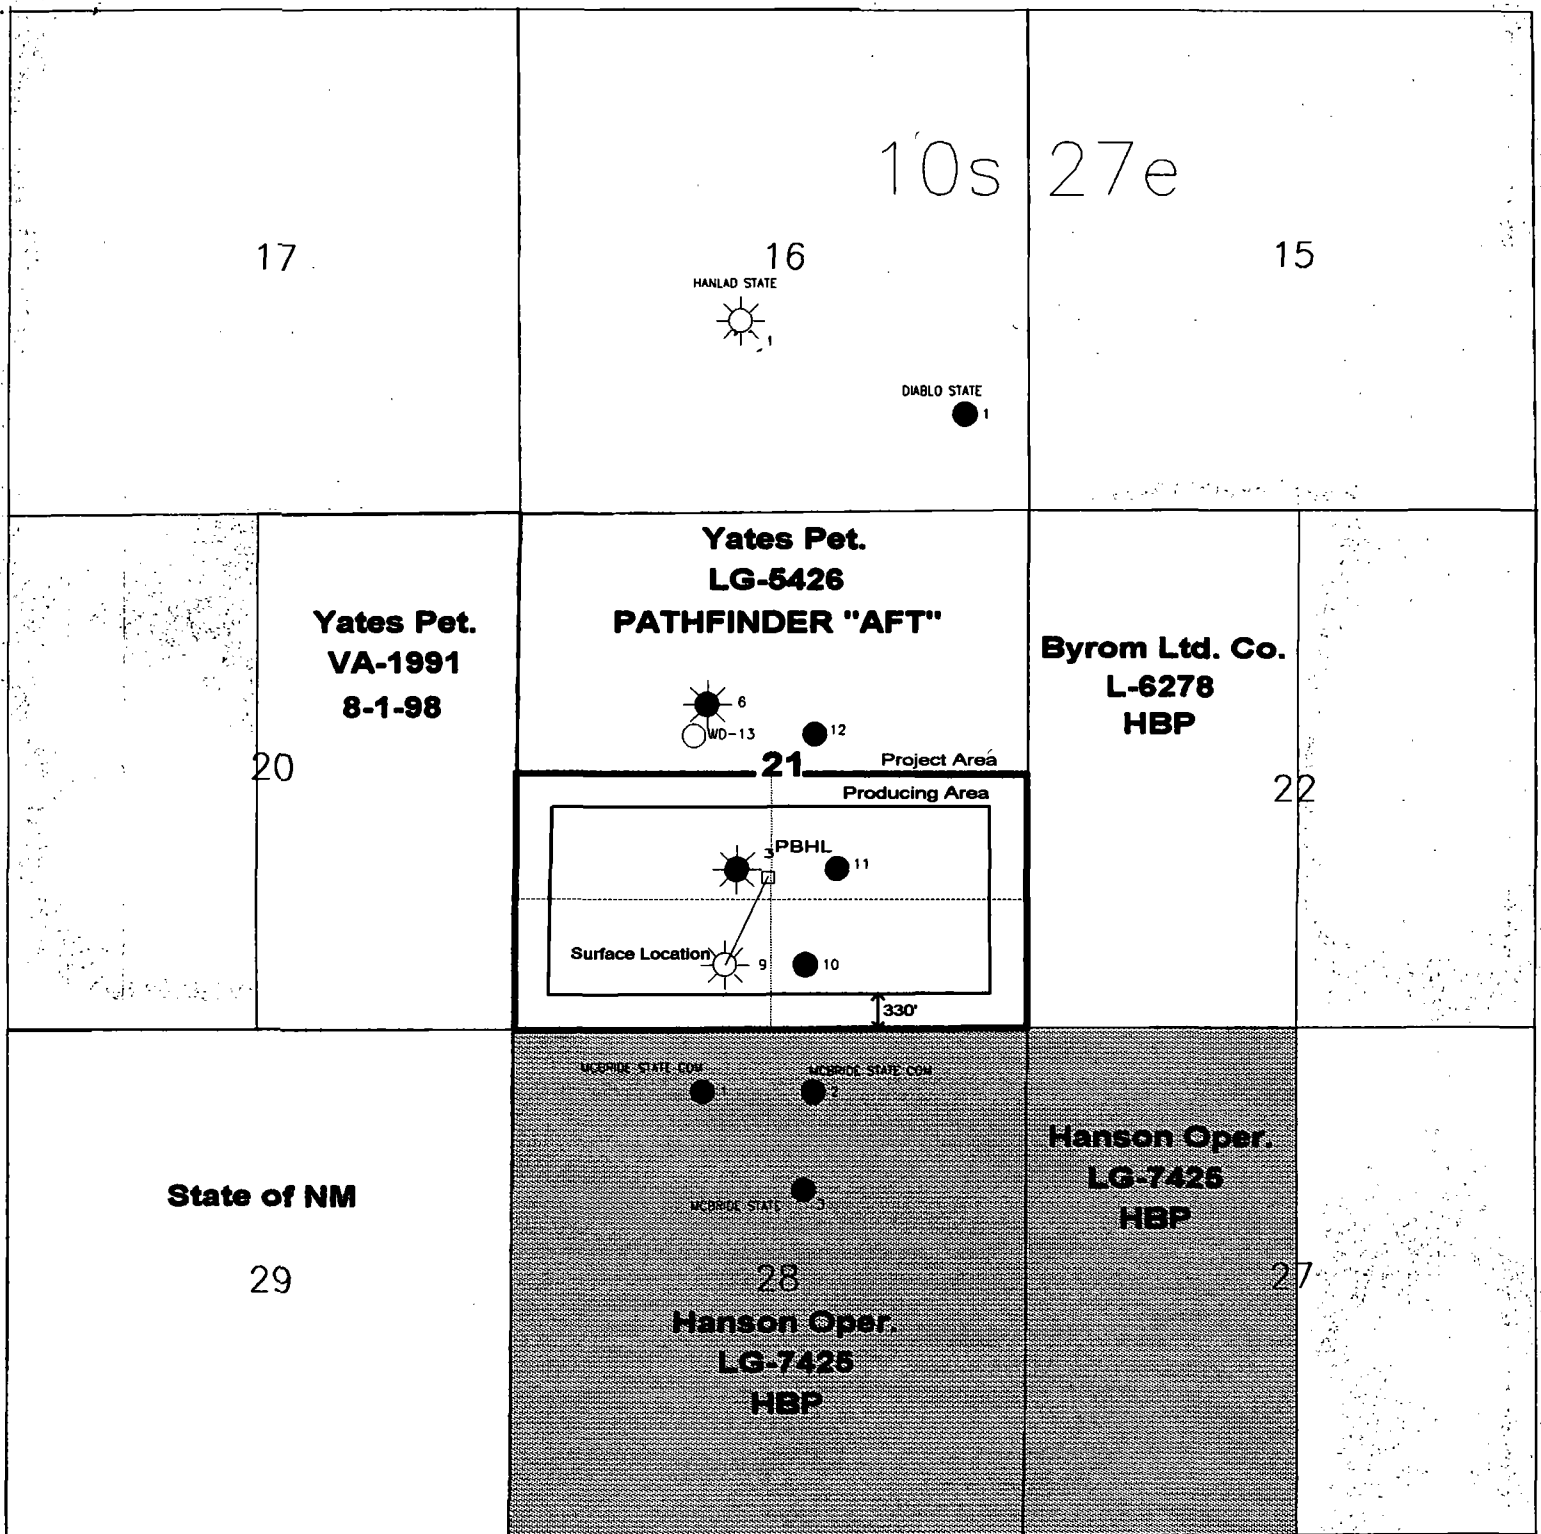 10s 27e
17
16
15
HANLAD STATE
1
DIABLO STATE
1
Yates Pet.
LG-5426
PATHFINDER "AFT"
Yates Pet.
VA-1991
8-1-98
Byrom Ltd. Co.
L-6278
HBP
6
WD-13
12
20
21
Project Area
22
Producing Area
3
PBHL
11
Surface Location
9
10
330'
MCBRIDE STATE COM
1
MCBRIDE STATE COM
2
Hanson Oper.
LG-7425
HBP
State of NM
MCBRIDE STATE
3
29
28
27
Hanson Oper.
LG-7425
HBP